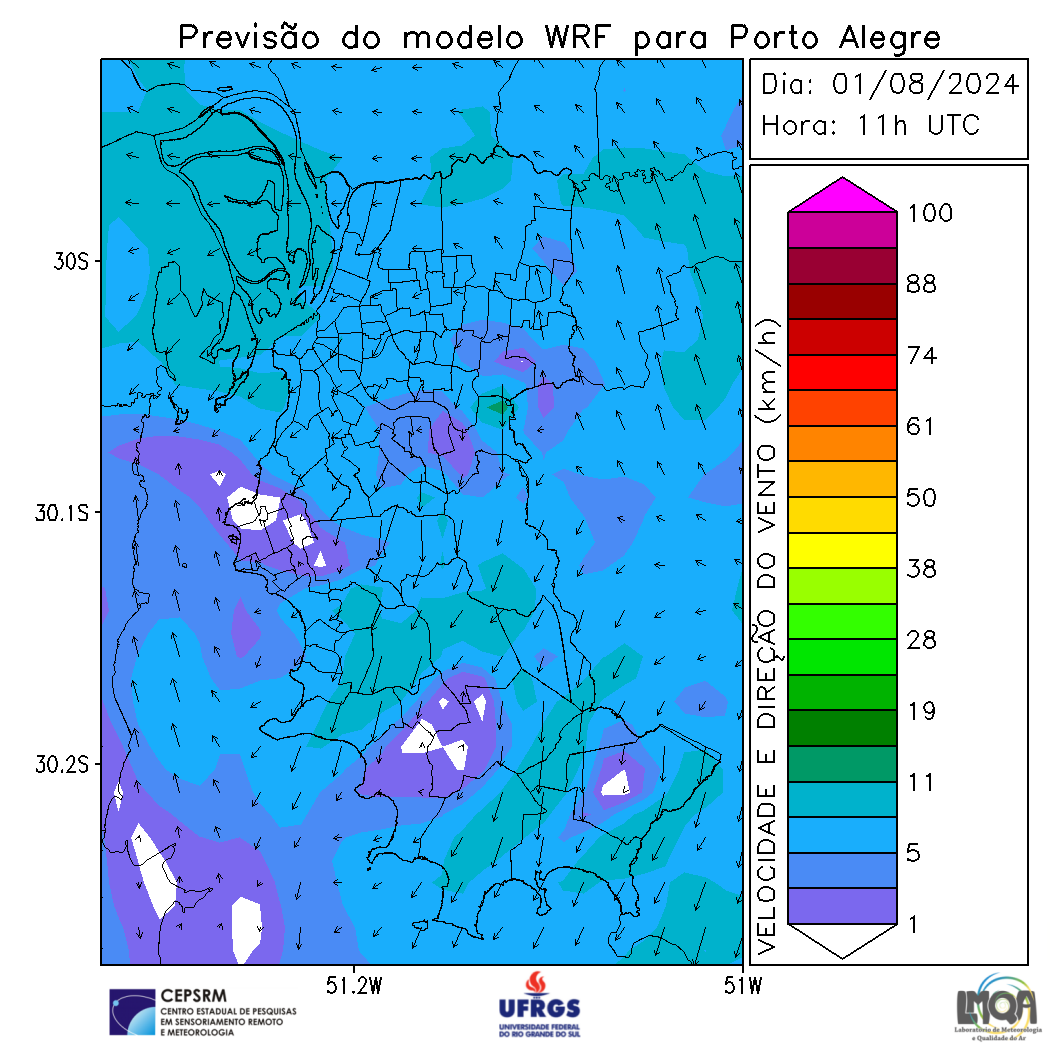 Previsão do modelo WRF para Porto Alegre
Dia: 01/08/2024
Hora: 11h UTC
30S
30.1S
30.2S
51.2W
51W
VELOCIDADE E DIREÇÃO DO VENTO (km/h)
100
88
74
61
50
38
28
19
11
5
1
CEPSRM
CENTRO ESTADUAL DE PESQUISAS
EM SENSORIAMENTO REMOTO
E METEOROLOGIA
UFRGS
UNIVERSIDADE FEDERAL
DO RIO GRANDE DO SUL
LMQA
Laboratório de Meteorologia
e Qualidade do Ar